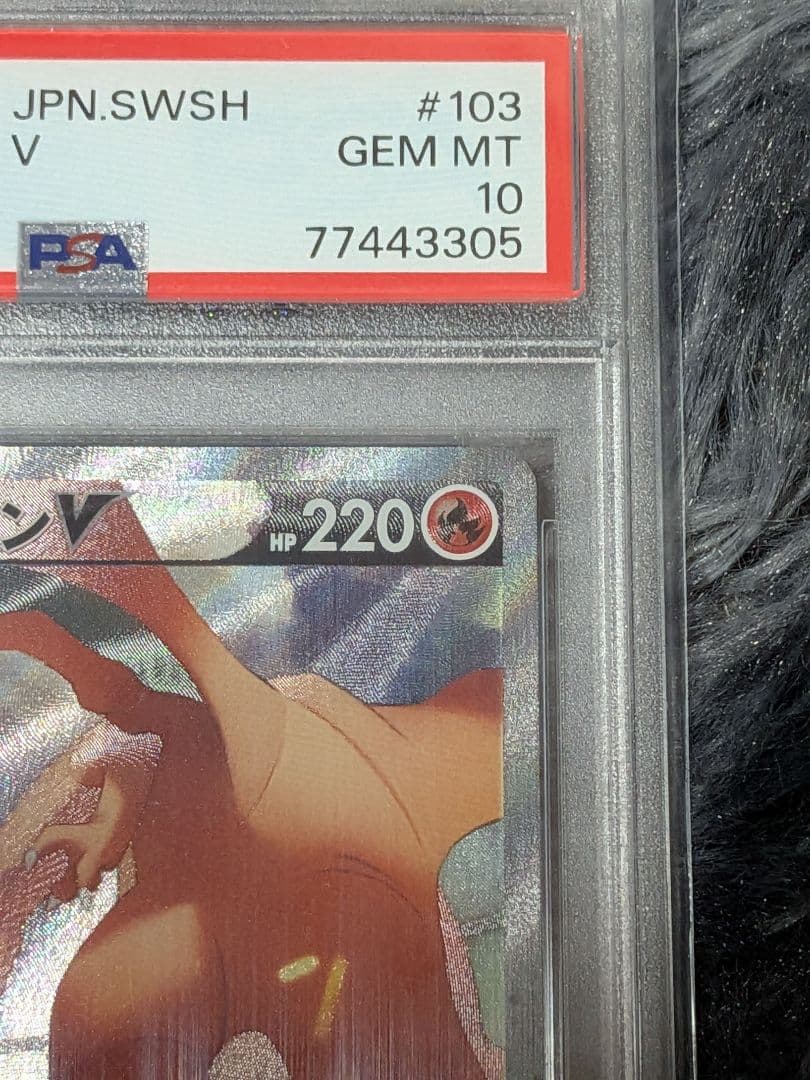 JPN.SWSH #103
V GEM MT
10
PSA 77443305
ンV HP 220